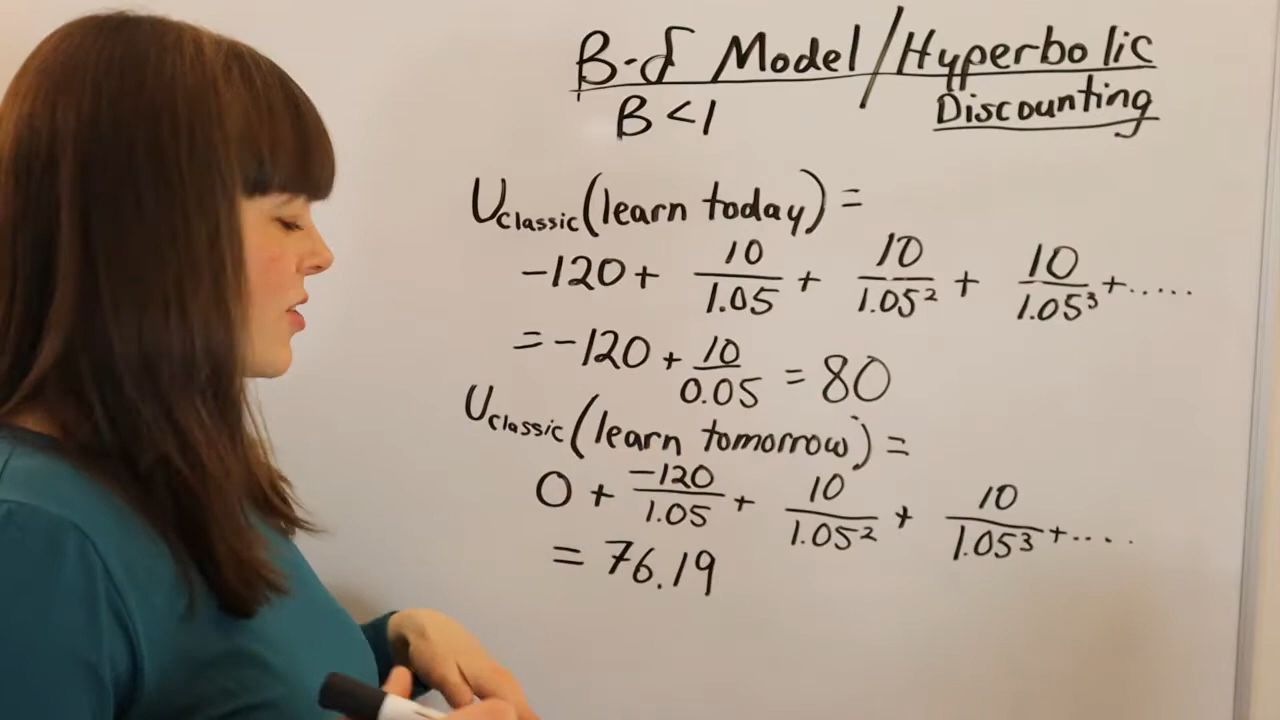 B-δ Model / Hyperbolic
B < 1 Discounting
U_Classic(learn today) =
-120 + 10/1.05 + 10/1.05² + 10/1.05³ + .....
= -120 + 10/0.05 = 80
U_Classic(learn tomorrow) =
0 + -120/1.05 + 10/1.05² + 10/1.05³ + ....
= 76.19